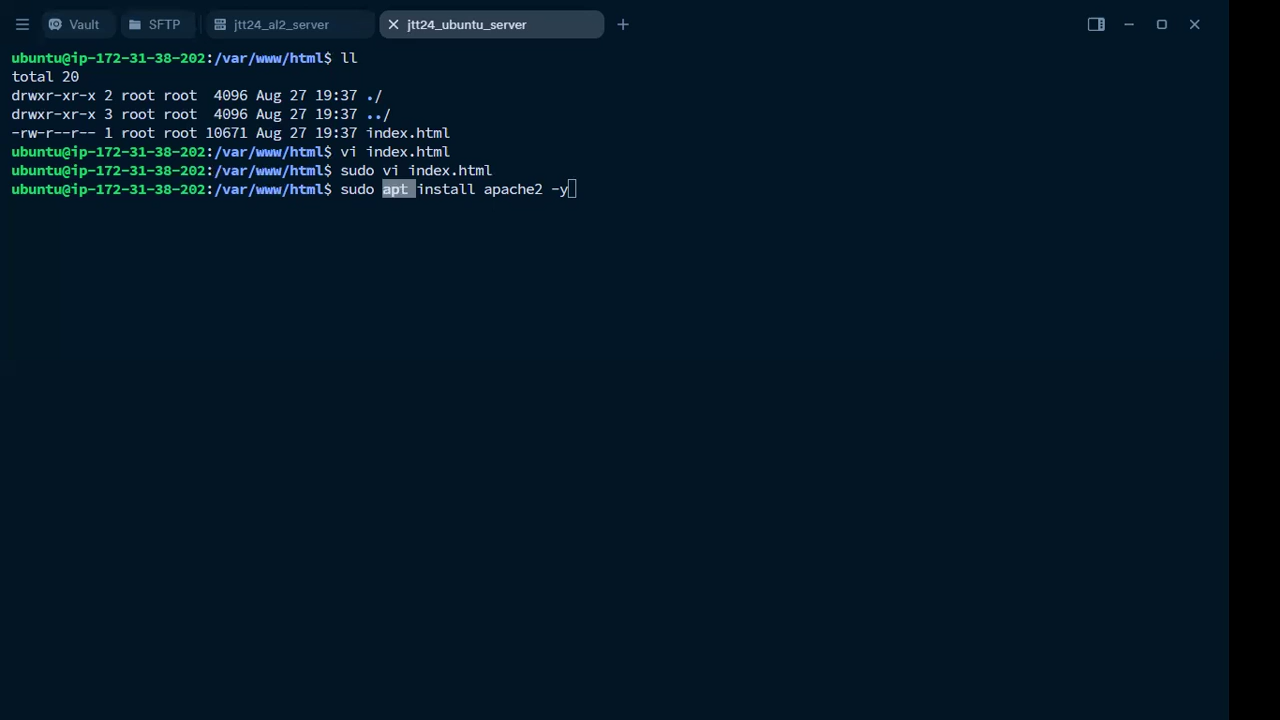 Vault SFTP jtt24_al2_server jtt24_ubuntu_server
ubuntu@ip-172-31-38-202:/var/www/html$ ll
total 20
drwxr-xr-x 2 root root  4096 Aug 27 19:37 ./
drwxr-xr-x 3 root root  4096 Aug 27 19:37 ../
-rw-r--r-- 1 root root 10671 Aug 27 19:37 index.html
ubuntu@ip-172-31-38-202:/var/www/html$ vi index.html
ubuntu@ip-172-31-38-202:/var/www/html$ sudo vi index.html
ubuntu@ip-172-31-38-202:/var/www/html$ sudo apt install apache2 -y